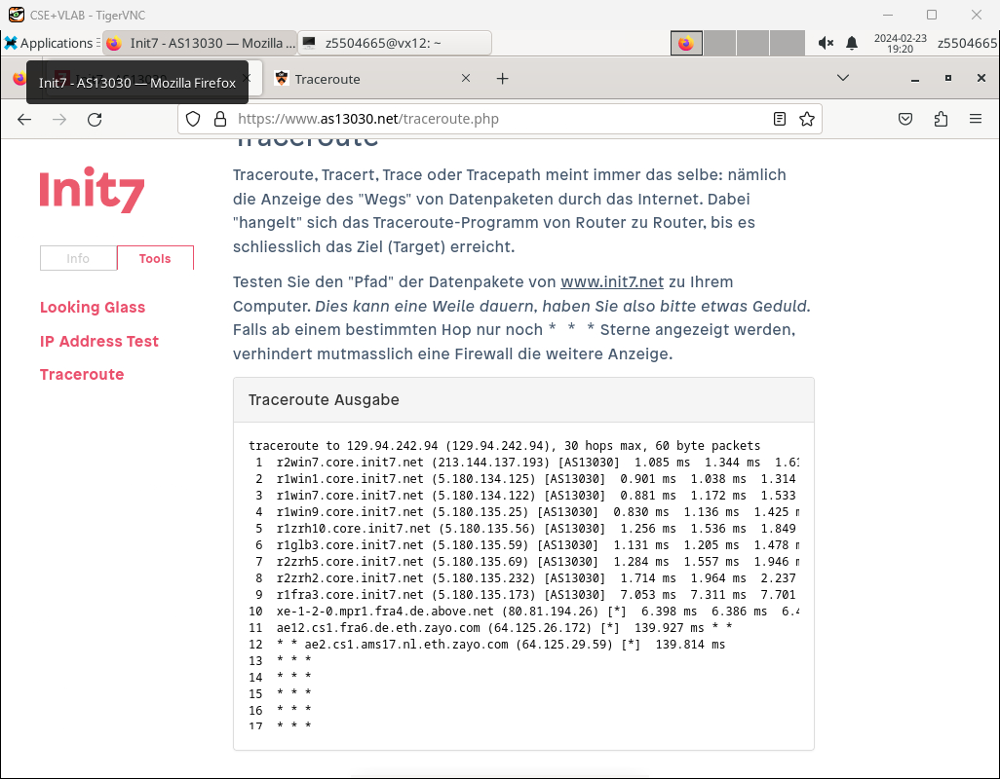 CSE+VLAB - TigerVNC
Applications
Init7 - AS13030 — Mozilla ...
z5504665@vx12: ~
2024-02-23
19:20
z5504665
Init7 - AS13030 — Mozilla Firefox
Traceroute
https://www.as13030.net/traceroute.php
Traceroute
Init7
Info
Tools
Looking Glass
IP Address Test
Traceroute
Traceroute, Tracert, Trace oder Tracepath meint immer das selbe: nämlich
die Anzeige des "Wegs" von Datenpaketen durch das Internet. Dabei
"hangelt" sich das Traceroute-Programm von Router zu Router, bis es
schliesslich das Ziel (Target) erreicht.
Testen Sie den "Pfad" der Datenpakete von www.init7.net zu Ihrem
Computer. Dies kann eine Weile dauern, haben Sie also bitte etwas Geduld.
Falls ab einem bestimmten Hop nur noch * * * Sterne angezeigt werden,
verhindert mutmasslich eine Firewall die weitere Anzeige.
Traceroute Ausgabe
traceroute to 129.94.242.94 (129.94.242.94), 30 hops max, 60 byte packets
1 r2win7.core.init7.net (213.144.137.193) [AS13030] 1.085 ms 1.344 ms 1.61
2 r1win1.core.init7.net (5.180.134.125) [AS13030] 0.901 ms 1.038 ms 1.314
3 r1win7.core.init7.net (5.180.134.122) [AS13030] 0.881 ms 1.172 ms 1.533
4 r1win9.core.init7.net (5.180.135.25) [AS13030] 0.830 ms 1.136 ms 1.425 m
5 r1zrh10.core.init7.net (5.180.135.56) [AS13030] 1.256 ms 1.536 ms 1.849
6 r1glb3.core.init7.net (5.180.135.59) [AS13030] 1.131 ms 1.205 ms 1.478 m
7 r2zrh5.core.init7.net (5.180.135.69) [AS13030] 1.284 ms 1.557 ms 1.946 m
8 r2zrh2.core.init7.net (5.180.135.232) [AS13030] 1.714 ms 1.964 ms 2.237
9 r1fra3.core.init7.net (5.180.135.173) [AS13030] 7.053 ms 7.311 ms 7.701
10 xe-1-2-0.mpr1.fra4.de.above.net (80.81.194.26) [*] 6.398 ms 6.386 ms 6.4
11 ae12.cs1.fra6.de.eth.zayo.com (64.125.26.172) [*] 139.927 ms * *
12 * * ae2.cs1.ams17.nl.eth.zayo.com (64.125.29.59) [*] 139.814 ms
13 * * *
14 * * *
15 * * *
16 * * *
17 * * *